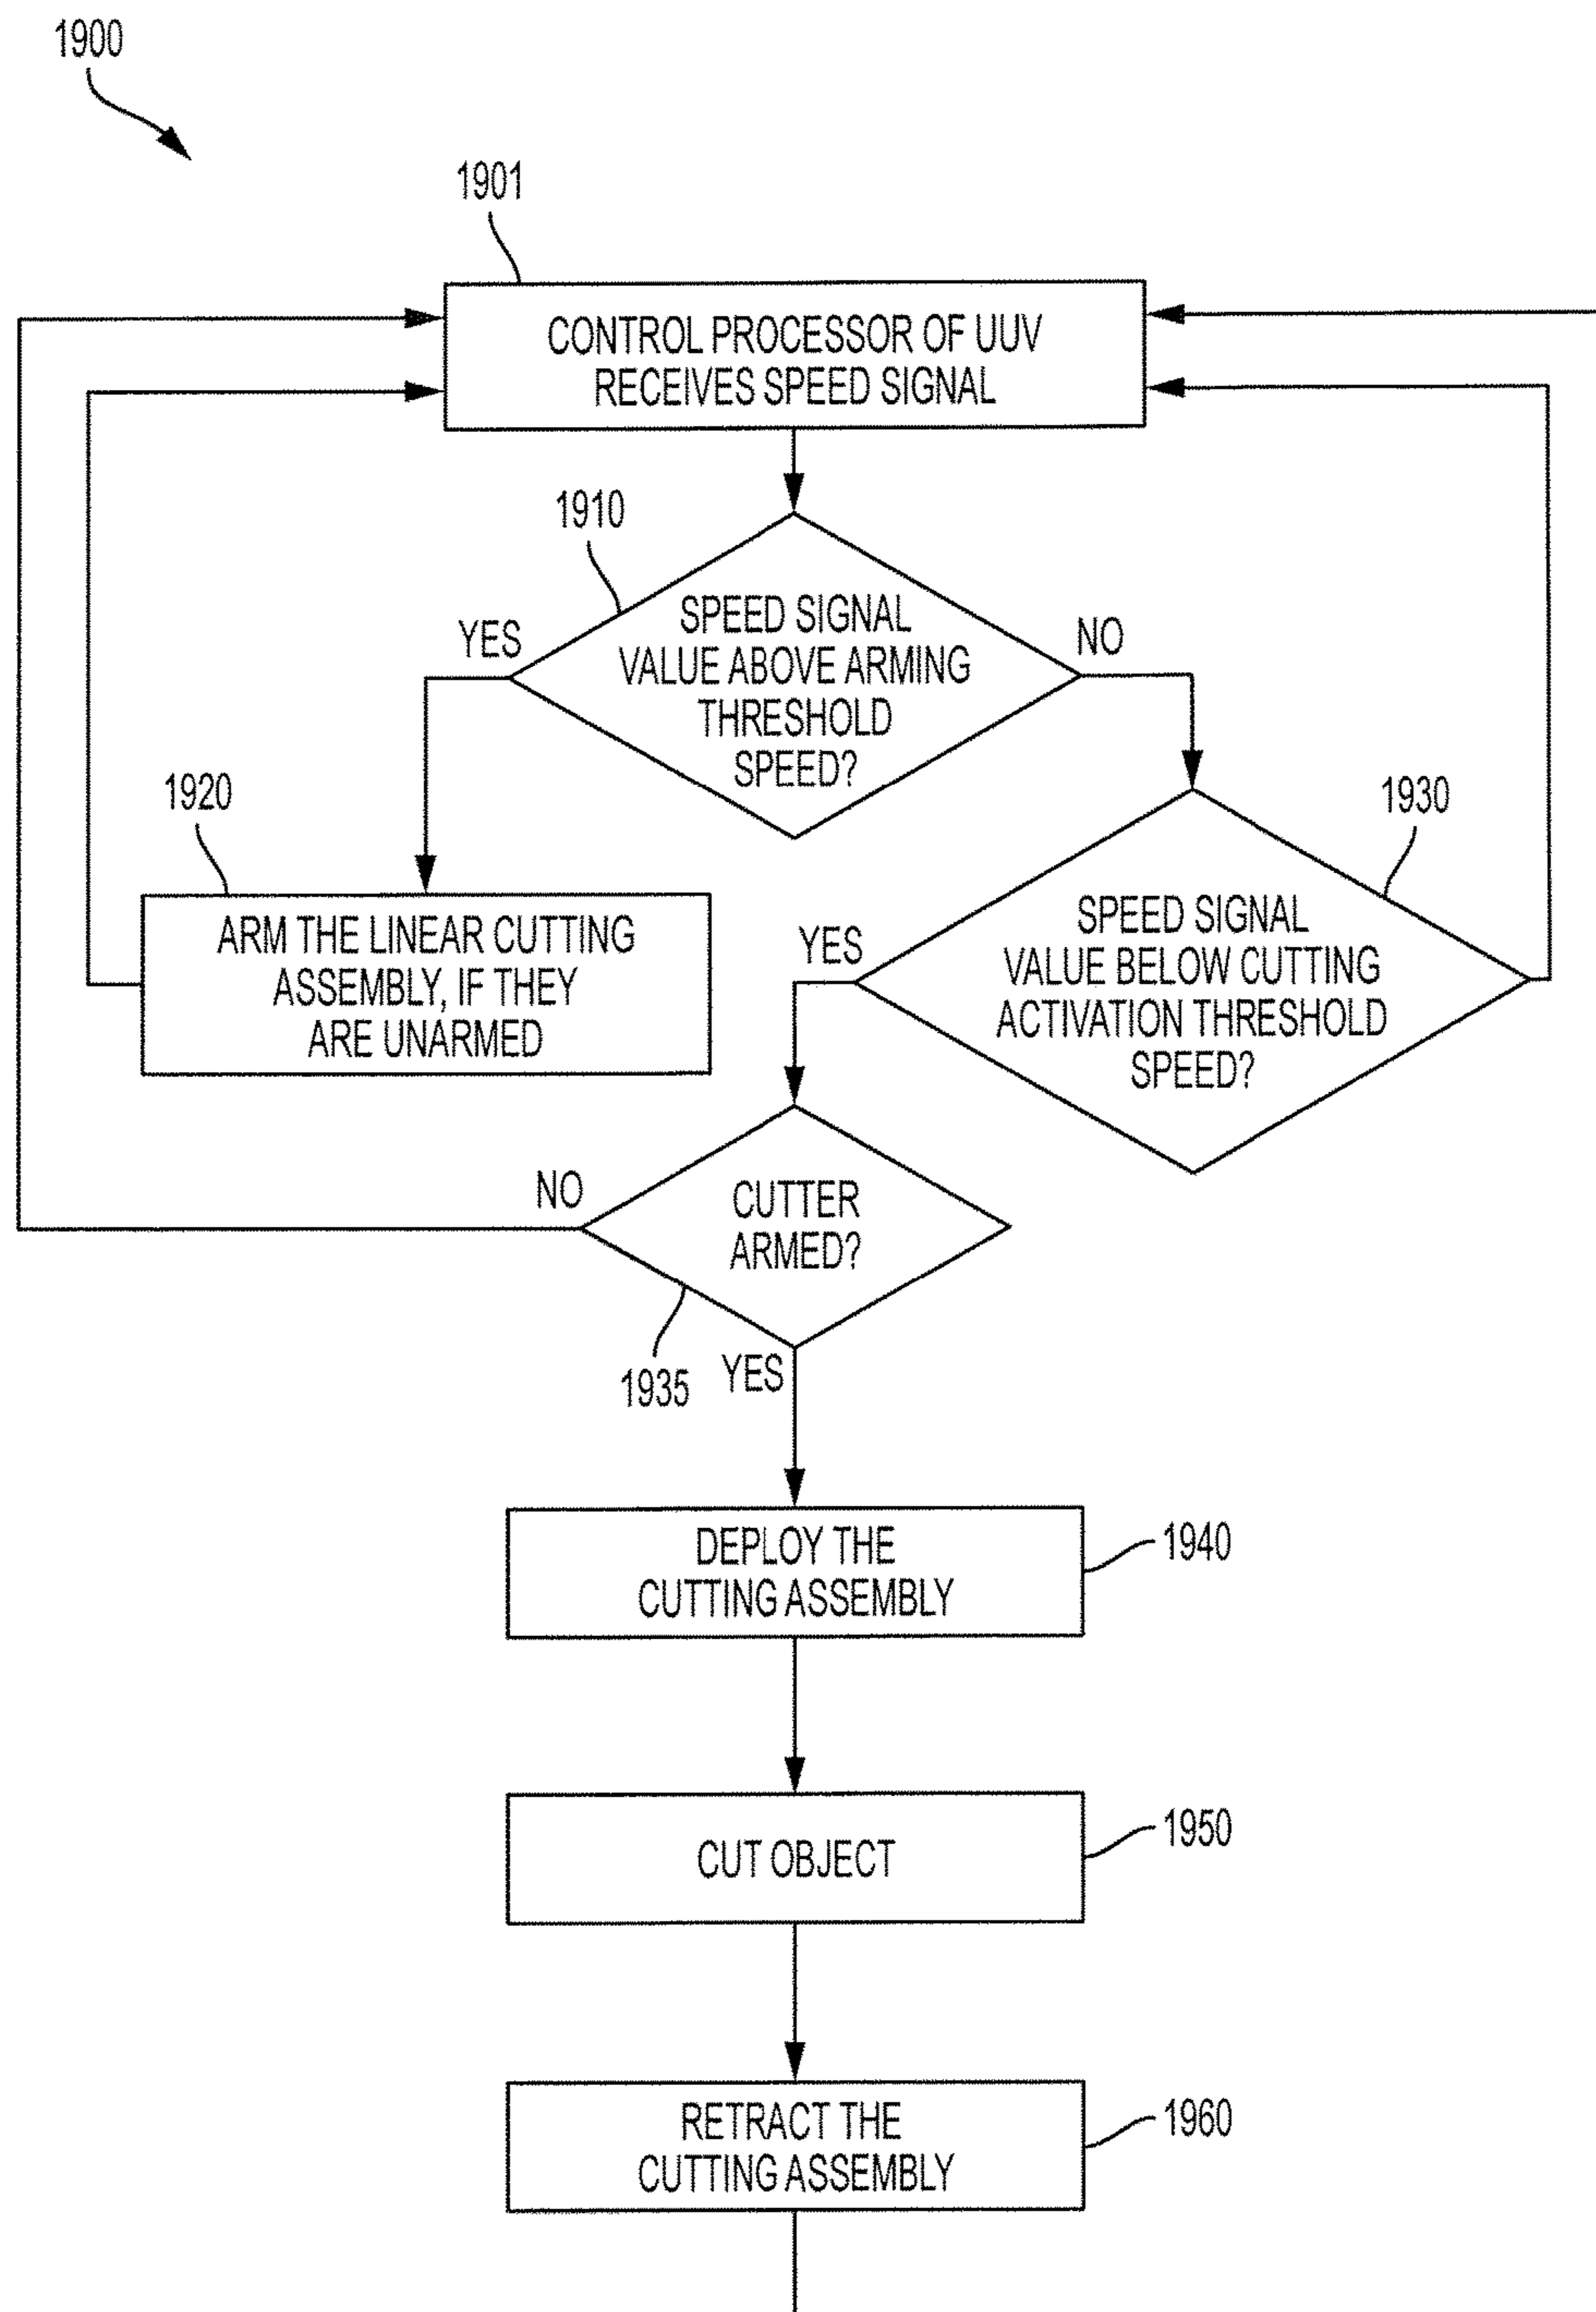 1900
1901
CONTROL PROCESSOR OF UUV
RECEIVES SPEED SIGNAL
1910
YES
SPEED SIGNAL
VALUE ABOVE ARMING
THRESHOLD
SPEED?
NO
1920
ARM THE LINEAR CUTTING
ASSEMBLY, IF THEY
ARE UNARMED
1930
YES
SPEED SIGNAL
VALUE BELOW CUTTING
ACTIVATION THRESHOLD
SPEED?
NO
CUTTER
ARMED?
1935
YES
DEPLOY THE
CUTTING ASSEMBLY
1940
CUT OBJECT
1950
RETRACT THE
CUTTING ASSEMBLY
1960